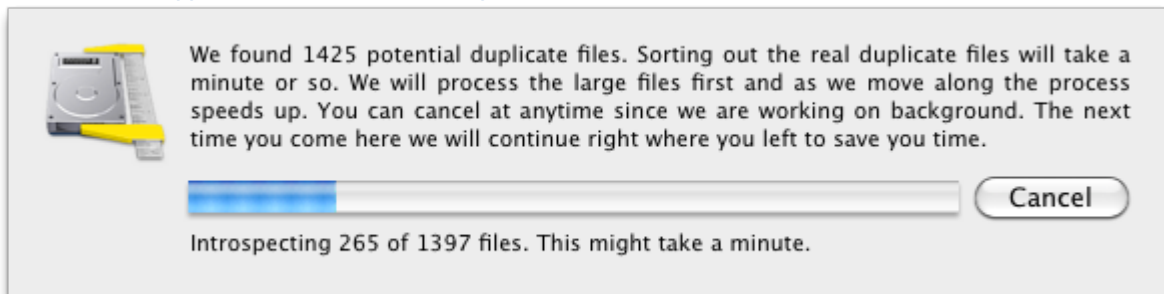 We found 1425 potential duplicate files. Sorting out the real duplicate files will take a
minute or so. We will process the large files first and as we move along the process
speeds up. You can cancel at anytime since we are working on background. The next
time you come here we will continue right where you left to save you time.
Cancel
Introspecting 265 of 1397 files. This might take a minute.